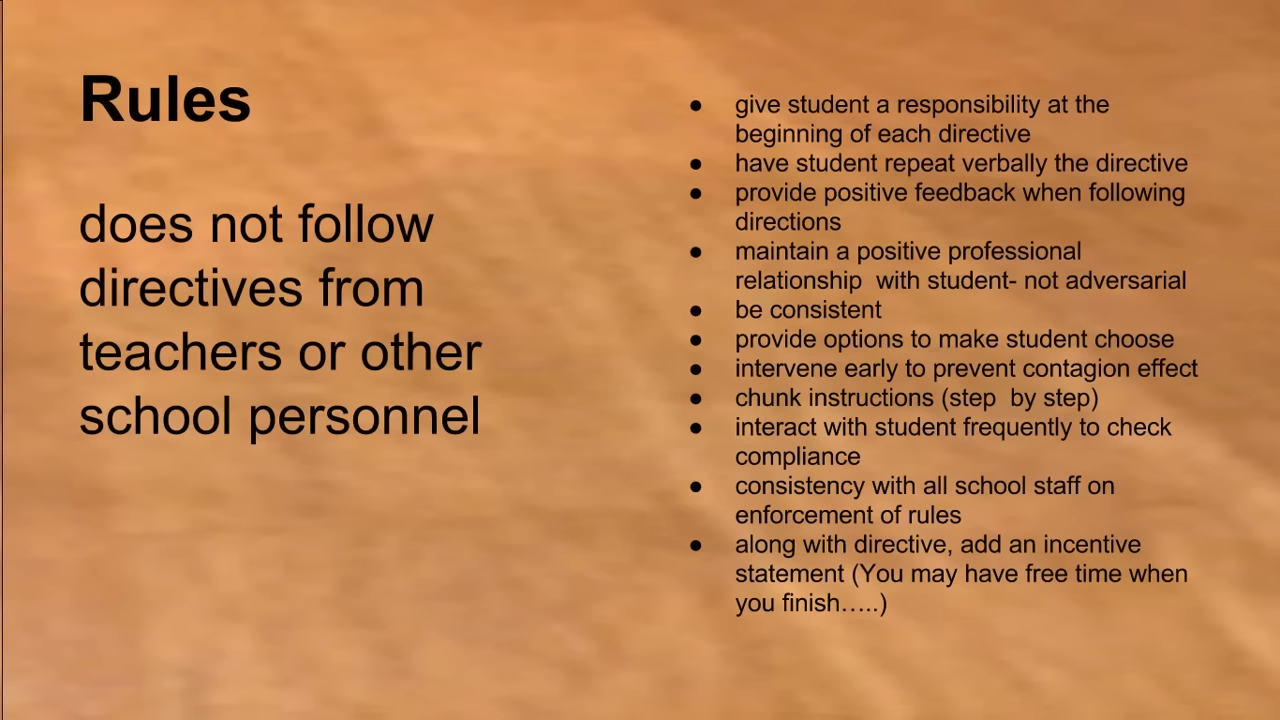 Rules
does not follow
directives from
teachers or other
school personnel
● give student a responsibility at the
beginning of each directive
● have student repeat verbally the directive
● provide positive feedback when following
directions
● maintain a positive professional
relationship  with student- not adversarial
● be consistent
● provide options to make student choose
● intervene early to prevent contagion effect
● chunk instructions (step  by step)
● interact with student frequently to check
compliance
● consistency with all school staff on
enforcement of rules
● along with directive, add an incentive
statement (You may have free time when
you finish…..)